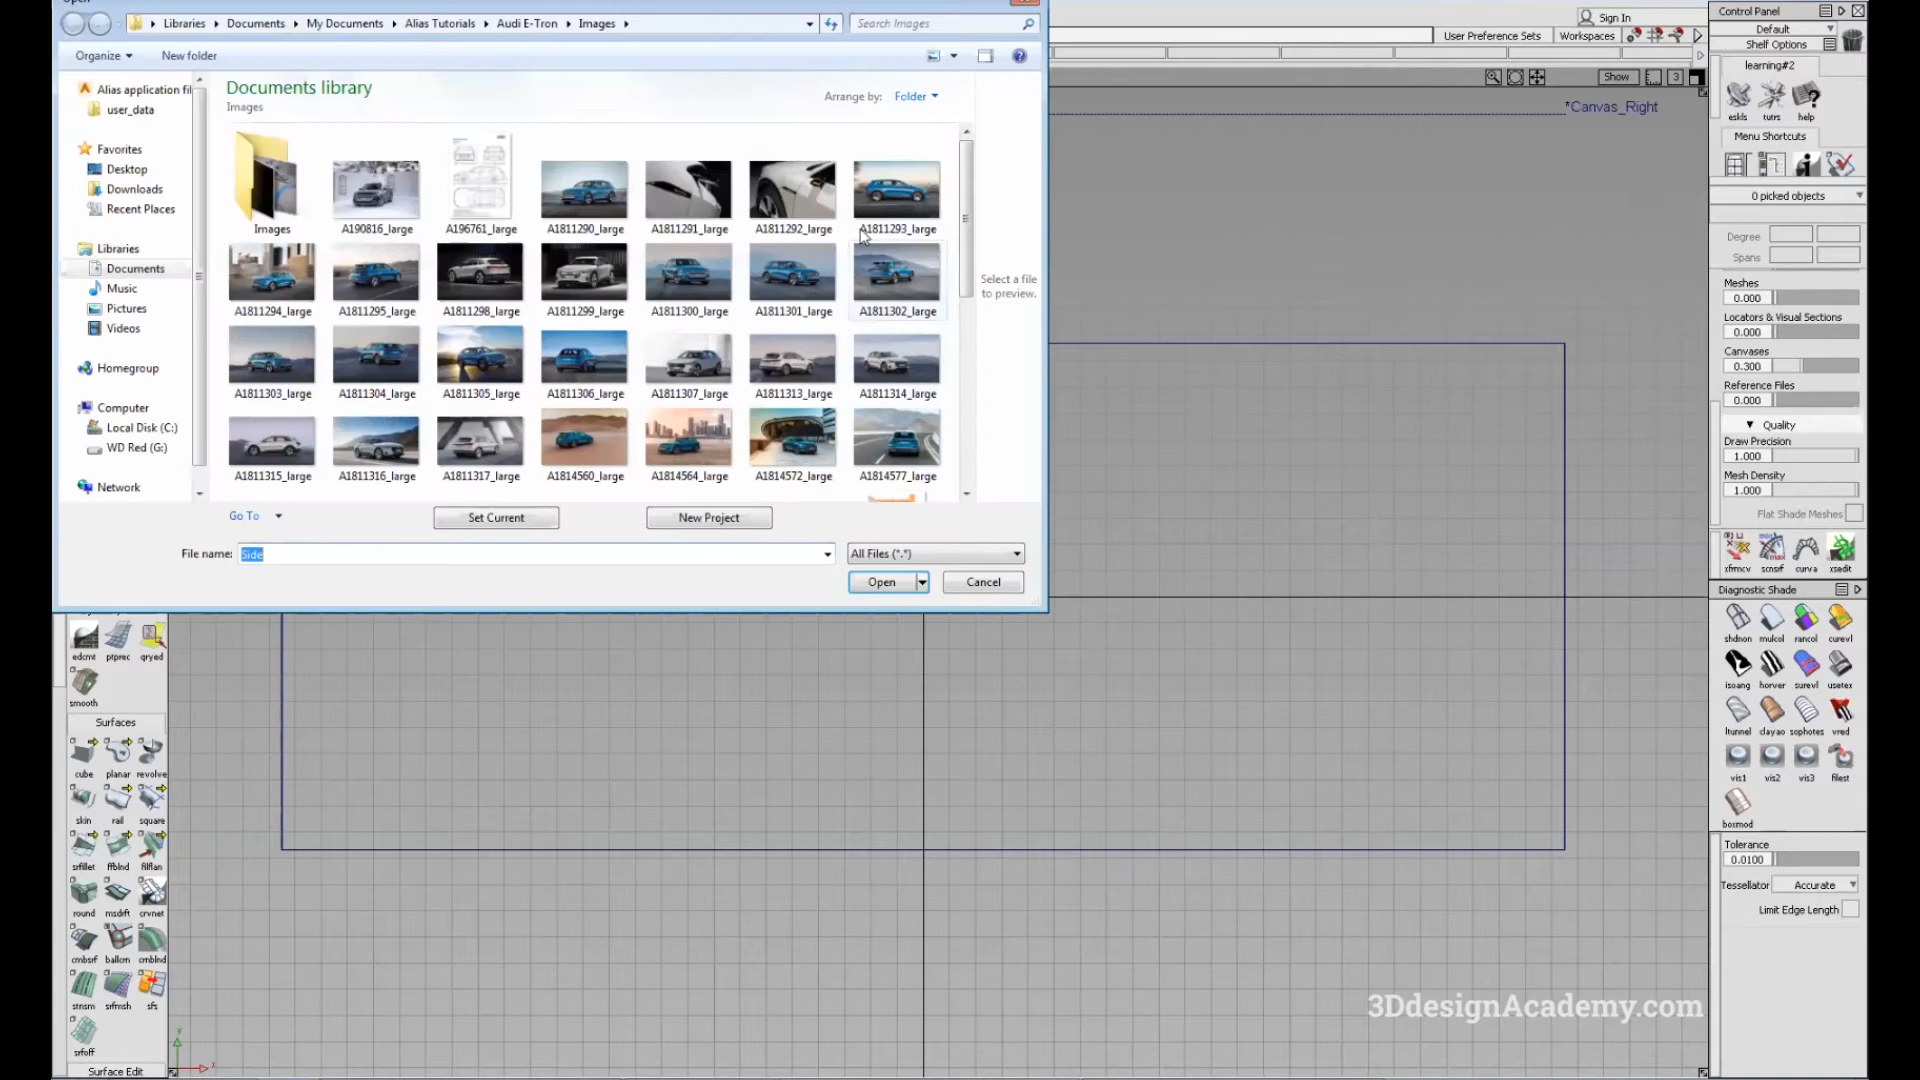 Libraries Documents My Documents Alias Tutorials Audi E-Tron Images
Search Images
Organize New folder
Alias application fil
user_data
Favorites
Desktop
Downloads
Recent Places
Libraries
Documents
Music
Pictures
Videos
Homegroup
Computer
Local Disk (C:)
WD Red (G:)
Network
Documents library
Images
Arrange by: Folder
Images A190816_large A196761_large A1811290_large A1811291_large A1811292_large A1811293_large
A1811294_large A1811295_large A1811298_large A1811299_large A1811300_large A1811301_large A1811302_large
A1811303_large A1811304_large A1811305_large A1811306_large A1811307_large A1811313_large A1811314_large
A1811315_large A1811316_large A1811317_large A1814560_large A1814564_large A1814572_large A1814577_large
Select a file
to preview.
Go To Set Current New Project
File name: Side All Files (*.*)
Open Cancel
Sign In
User Preference Sets Workspaces
Show 3
*Canvas_Right
Control Panel
Default
Shelf Options
learning#2
eskls tutrs help
Menu Shortcuts
0 picked objects
Degree
Spans
Meshes
0.000
Locators & Visual Sections
0.000
Canvases
0.300
Reference Files
0.000
Quality
Draw Precision
1.000
Mesh Density
1.000
Flat Shade Meshes
xfrmcv scnsrf curva xsedit
Diagnostic Shade
shdnon mulcol rancol curevl
isoang horver surevl usetex
ltunnel clayao sophotes vred
vis1 vis2 vis3 filest
boxmod
Tolerance
0.0100
Tessellator Accurate
Limit Edge Length
edcmt ptprec qryed
smooth
Surfaces
cube planar revolve
skin rail square
srfillet ffblnd filflan
round msdrft crvnet
cmbsrf ballcrn cmblnd
stnsrn srfmsh sfs
srfoff
Surface Edit
y
x
3DdesignAcademy.com